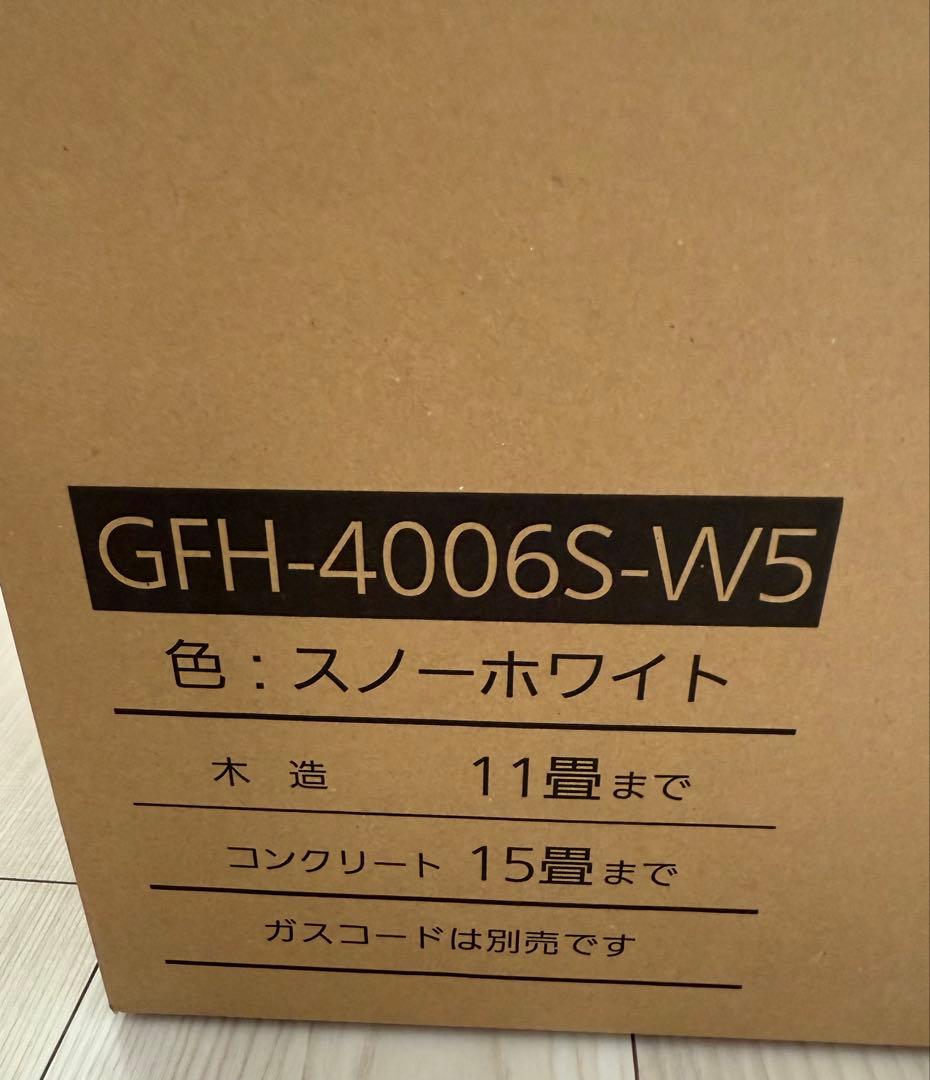 GFH-4006S-W5
色：スノーホワイト
木 造 11畳まで
コンクリート 15畳まで
ガスコードは別売です